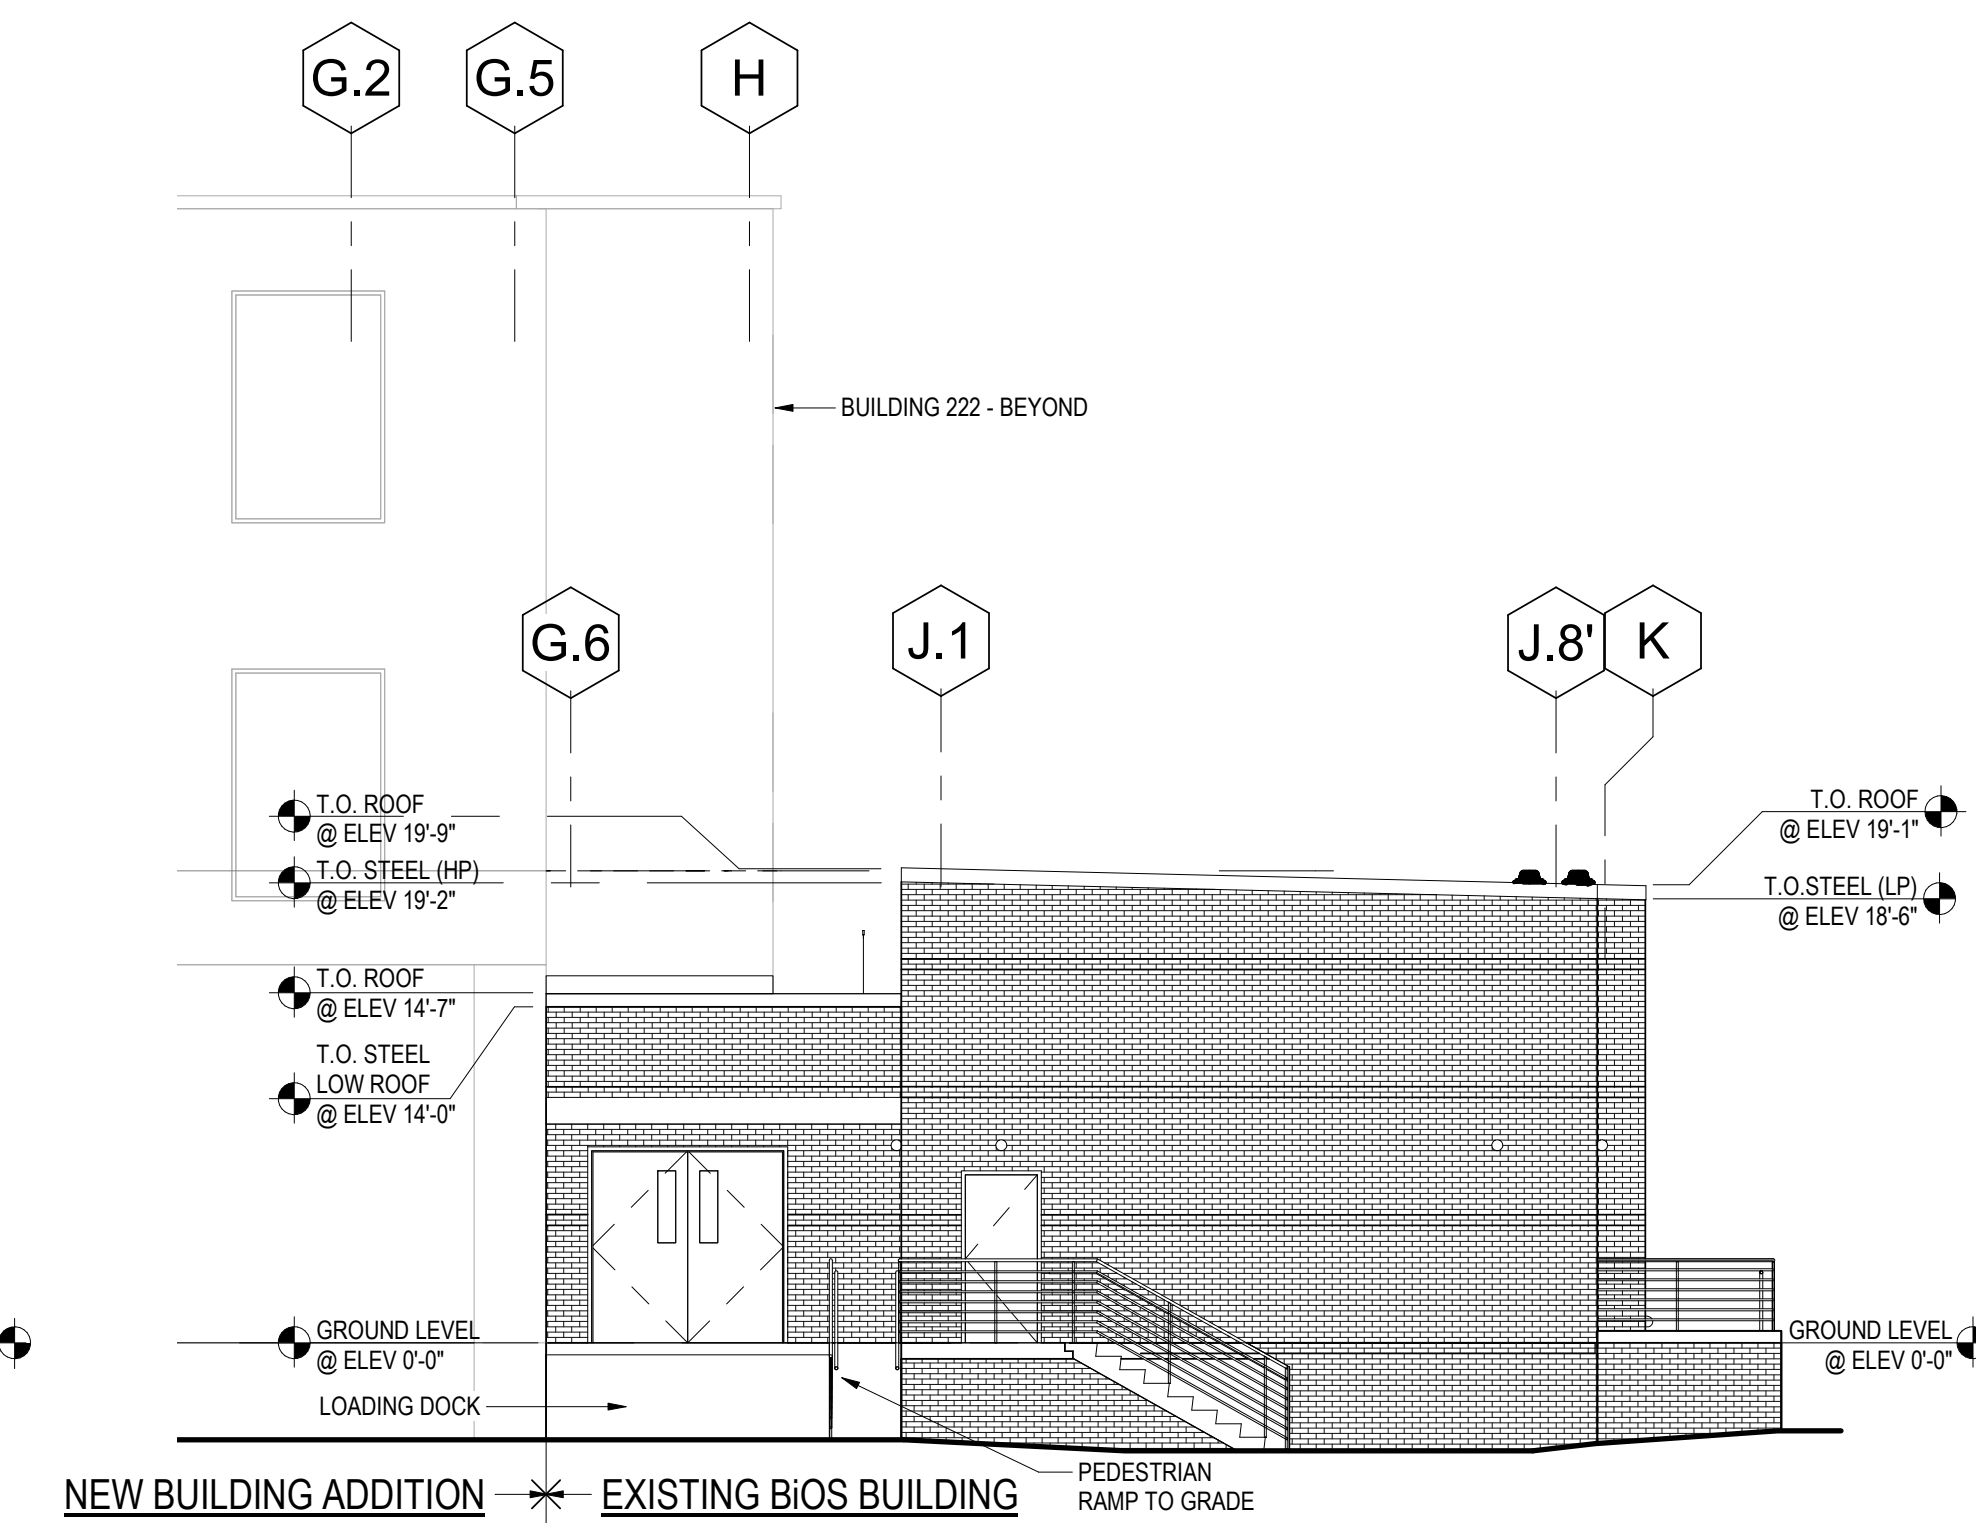 G.2
G.5
H
BUILDING 222 - BEYOND
G.6
J.1
J.8'
K
T.O. ROOF
@ ELEV 19'-9"
T.O. STEEL (HP)
@ ELEV 19'-2"
T.O. ROOF
@ ELEV 14'-7"
T.O. STEEL
LOW ROOF
@ ELEV 14'-0"
T.O. ROOF
@ ELEV 19'-1"
T.O.STEEL (LP)
@ ELEV 18'-6"
GROUND LEVEL
@ ELEV 0'-0"
GROUND LEVEL
@ ELEV 0'-0"
LOADING DOCK
PEDESTRIAN
RAMP TO GRADE
NEW BUILDING ADDITION
EXISTING BiOS BUILDING